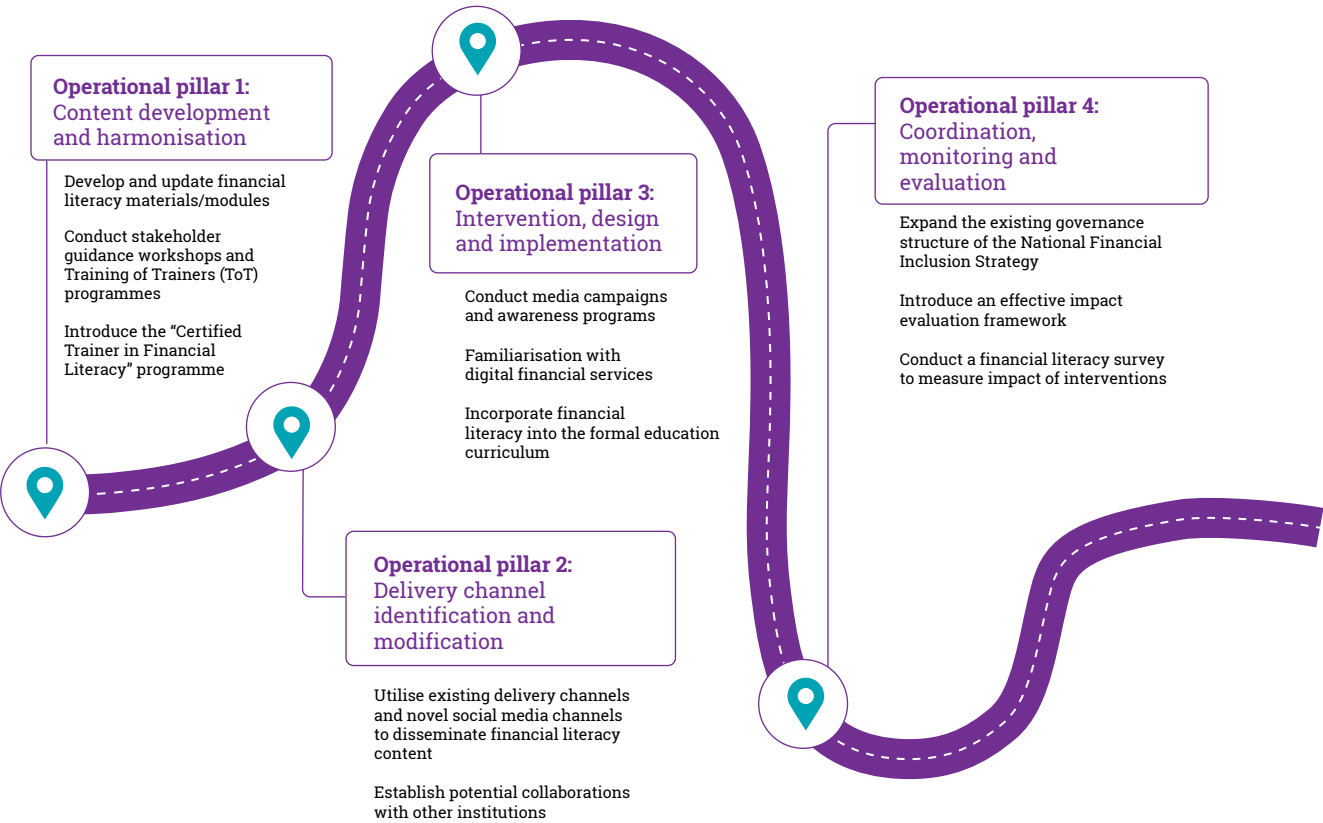 Operational pillar 1:
Content development
and harmonisation
Develop and update financial
literacy materials/modules
Conduct stakeholder
guidance workshops and
Training of Trainers (ToT)
programmes
Introduce the “Certified
Trainer in Financial
Literacy” programme
Operational pillar 2:
Delivery channel
identification and
modification
Utilise existing delivery channels
and novel social media channels
to disseminate financial literacy
content
Establish potential collaborations
with other institutions
Operational pillar 3:
Intervention, design
and implementation
Conduct media campaigns
and awareness programs
Familiarisation with
digital financial services
Incorporate financial
literacy into the formal education
curriculum
Operational pillar 4:
Coordination,
monitoring and
evaluation
Expand the existing governance
structure of the National Financial
Inclusion Strategy
Introduce an effective impact
evaluation framework
Conduct a financial literacy survey
to measure impact of interventions